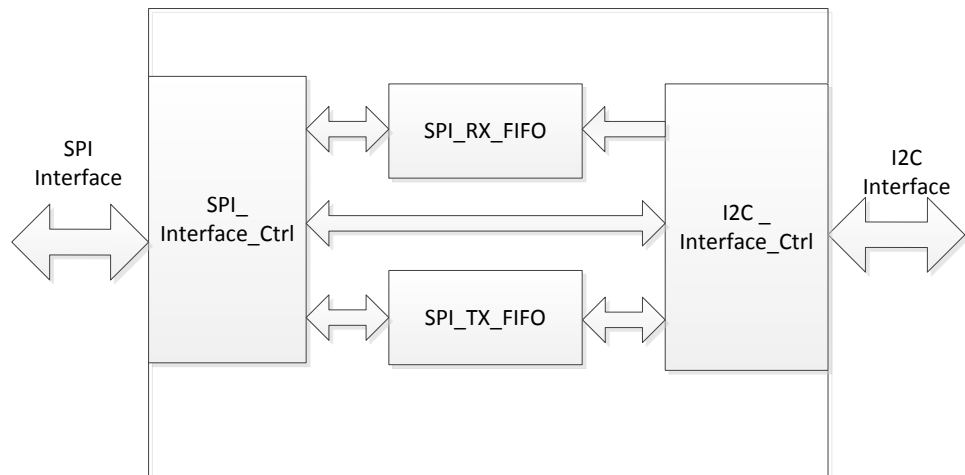 SPI
Interface
SPI_
Interface_Ctrl
SPI_RX_FIFO
SPI_TX_FIFO
I2C _
Interface_Ctrl
I2C
Interface